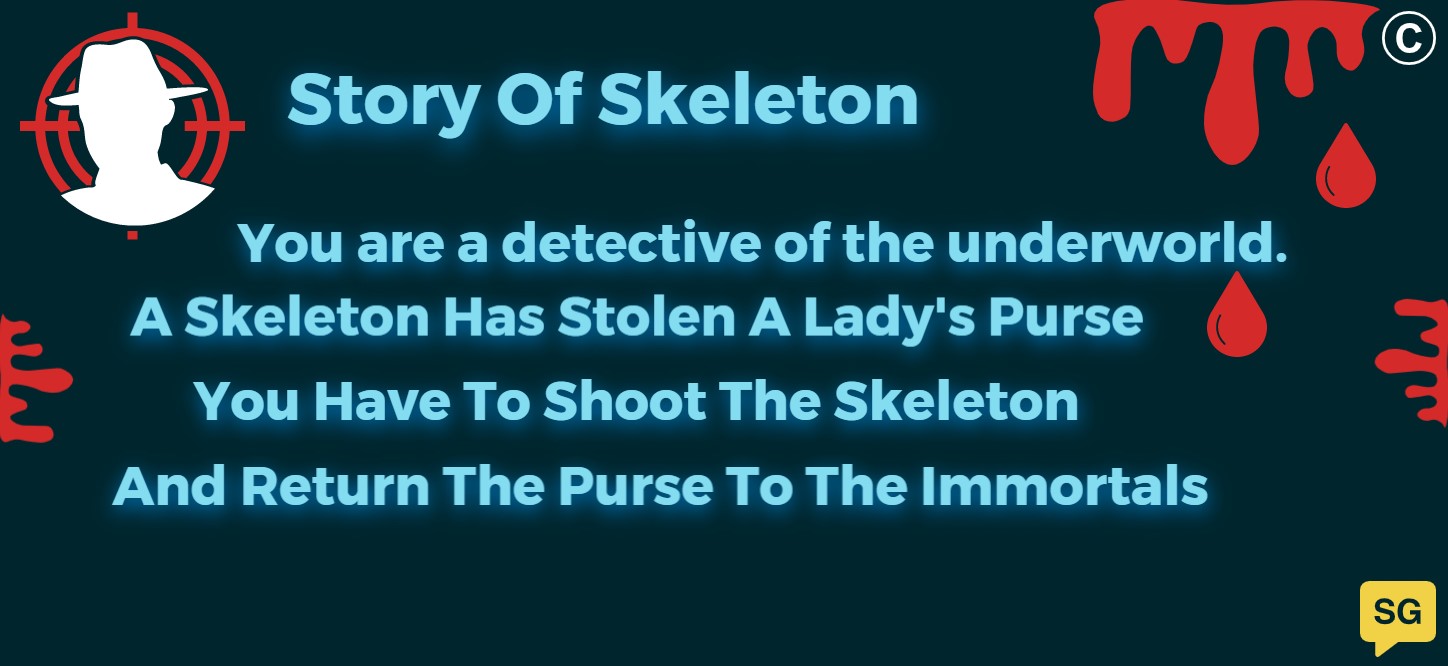 ©
Story Of Skeleton
You are a detective of the underworld.
A Skeleton Has Stolen A Lady's Purse
You Have To Shoot The Skeleton
And Return The Purse To The Immortals
SG